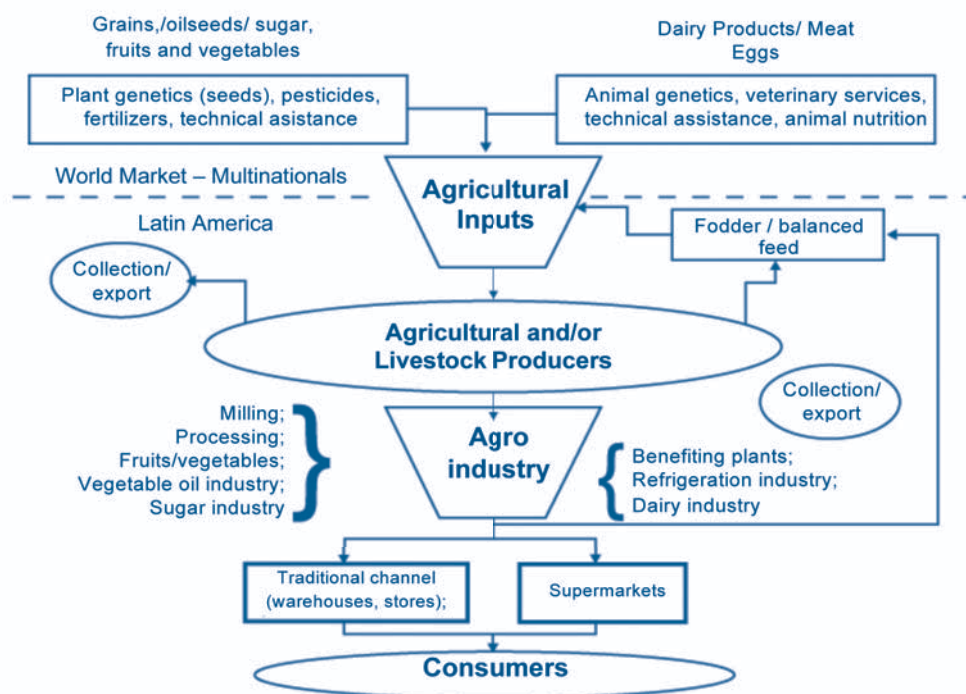 Grains,/oilseeds/ sugar,
fruits and vegetables
Dairy Products/ Meat
Eggs
Plant genetics (seeds), pesticides,
fertilizers, technical asistance
Animal genetics, veterinary services,
technical assistance, animal nutrition
World Market – Multinationals
Agricultural
Inputs
Latin America
Fodder / balanced
feed
Collection/
export
Agricultural and/or
Livestock Producers
Collection/
export
Milling;
Processing;
Fruits/vegetables;
Vegetable oil industry;
Sugar industry
Agro
industry
Benefiting plants;
Refrigeration industry;
Dairy industry
Traditional channel
(warehouses, stores);
Supermarkets
Consumers